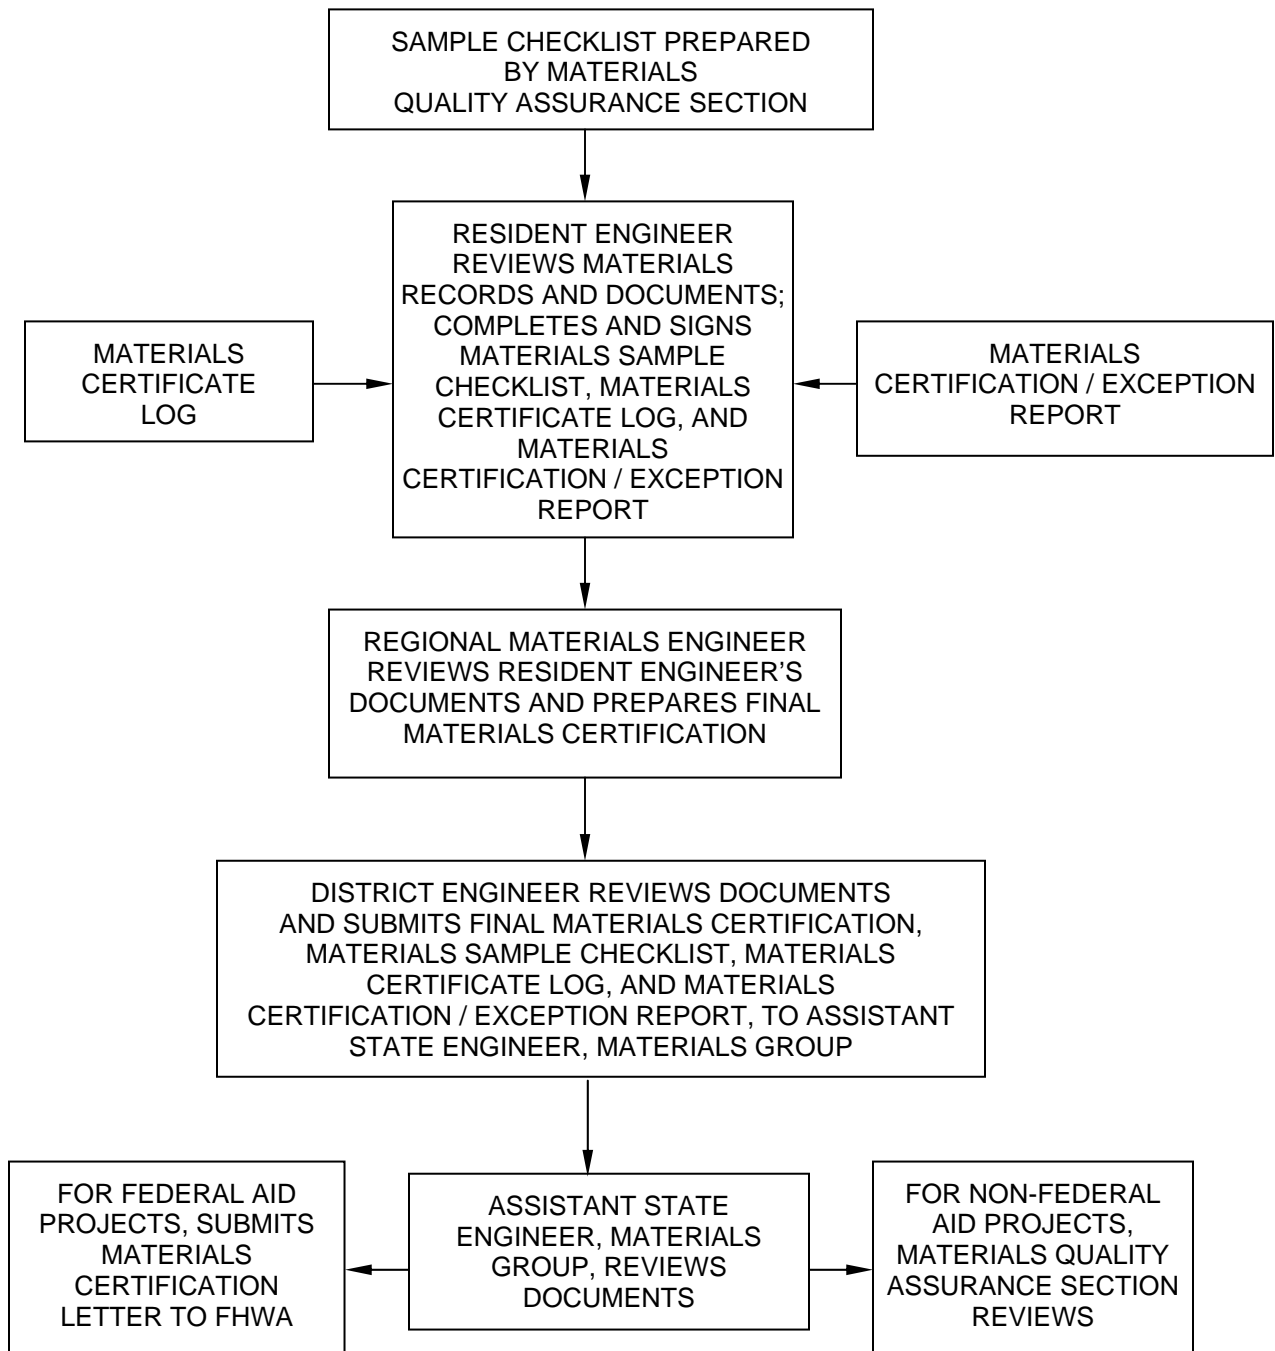 SAMPLE CHECKLIST PREPARED
BY MATERIALS
QUALITY ASSURANCE SECTION
RESIDENT ENGINEER
REVIEWS MATERIALS
RECORDS AND DOCUMENTS;
COMPLETES AND SIGNS
MATERIALS SAMPLE
CHECKLIST, MATERIALS
CERTIFICATE LOG, AND
MATERIALS
CERTIFICATION / EXCEPTION
REPORT
MATERIALS
CERTIFICATE
LOG
MATERIALS
CERTIFICATION / EXCEPTION
REPORT
REGIONAL MATERIALS ENGINEER
REVIEWS RESIDENT ENGINEER’S
DOCUMENTS AND PREPARES FINAL
MATERIALS CERTIFICATION
DISTRICT ENGINEER REVIEWS DOCUMENTS
AND SUBMITS FINAL MATERIALS CERTIFICATION,
MATERIALS SAMPLE CHECKLIST, MATERIALS
CERTIFICATE LOG, AND MATERIALS
CERTIFICATION / EXCEPTION REPORT, TO ASSISTANT
STATE ENGINEER, MATERIALS GROUP
FOR FEDERAL AID
PROJECTS, SUBMITS
MATERIALS
CERTIFICATION
LETTER TO FHWA
ASSISTANT STATE
ENGINEER, MATERIALS
GROUP, REVIEWS
DOCUMENTS
FOR NON-FEDERAL
AID PROJECTS,
MATERIALS QUALITY
ASSURANCE SECTION
REVIEWS